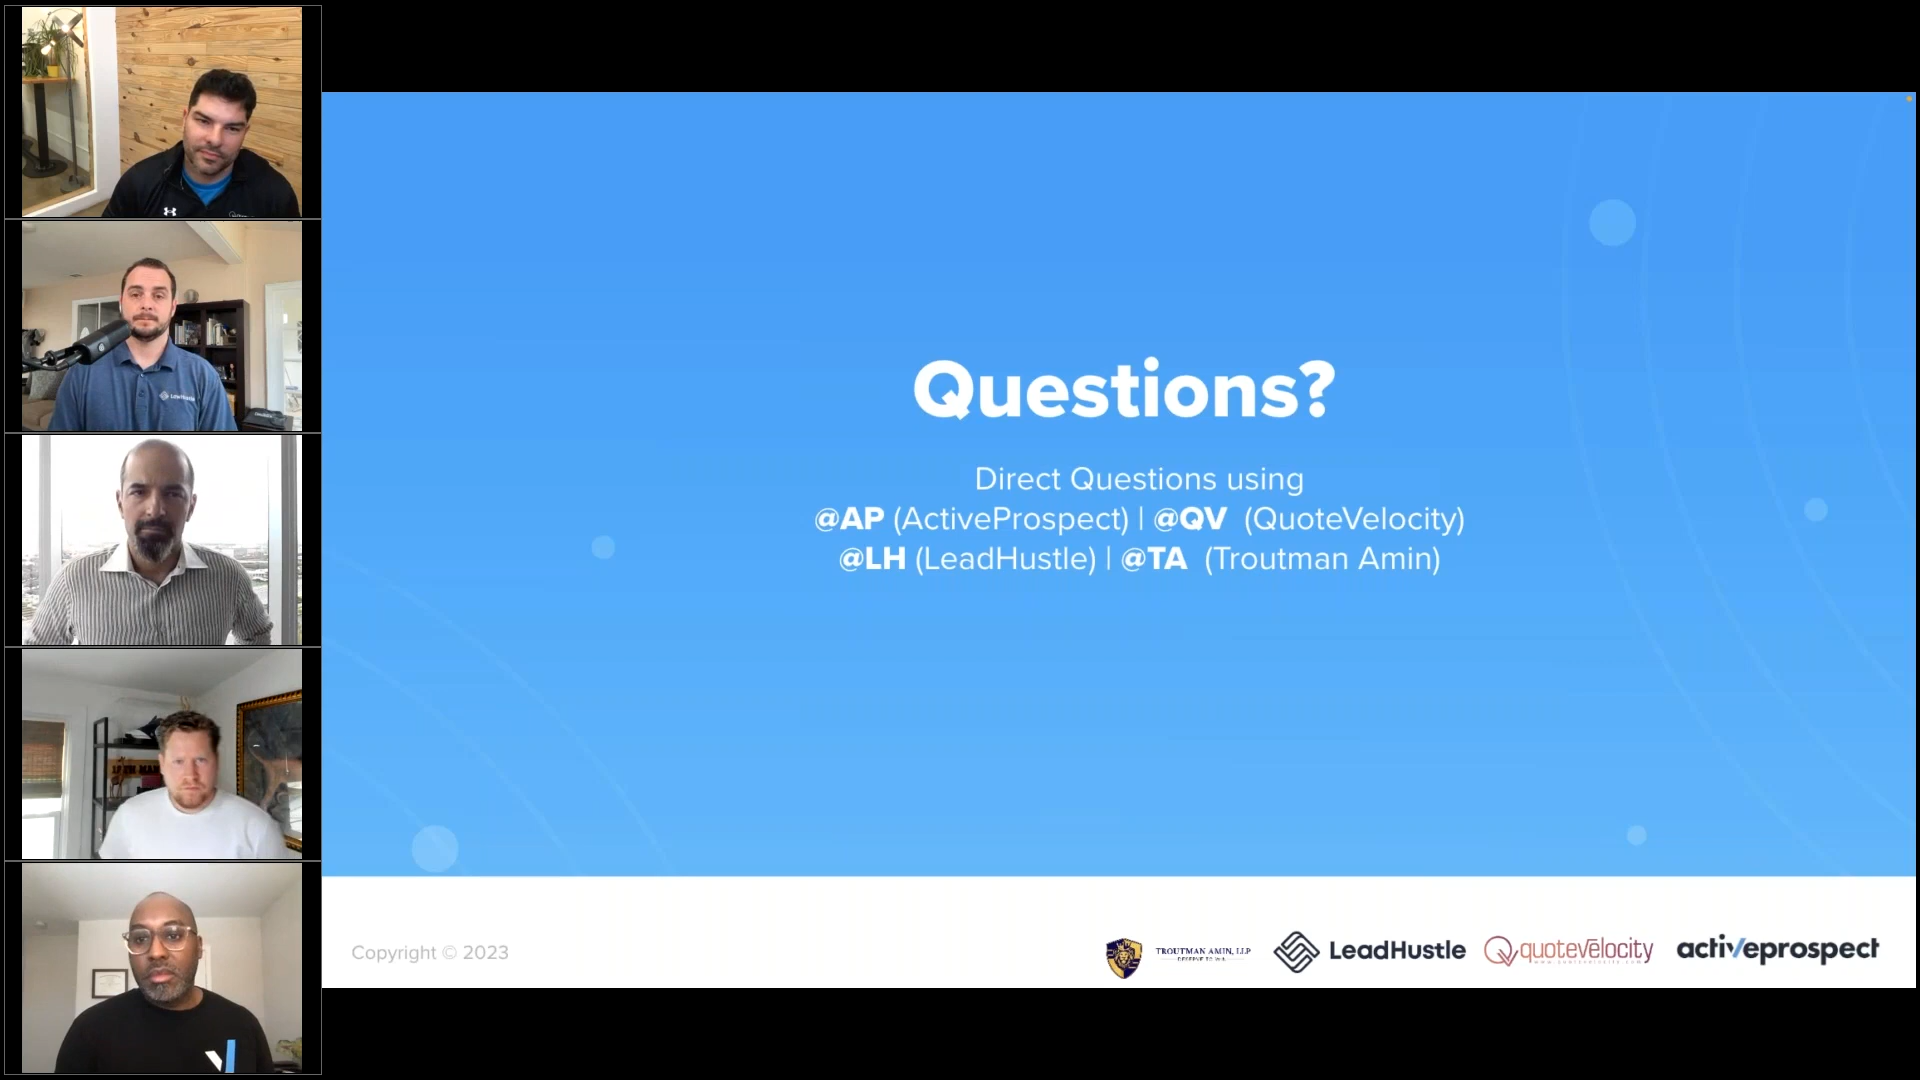 Questions?
Direct Questions using
@AP (ActiveProspect) | @QV (QuoteVelocity)
@LH (LeadHustle) | @TA (Troutman Amin)
Copyright © 2023
TROUTMAN AMIN, LLP
LeadHustle
quotevelocity
activeprospect
LeadHustle